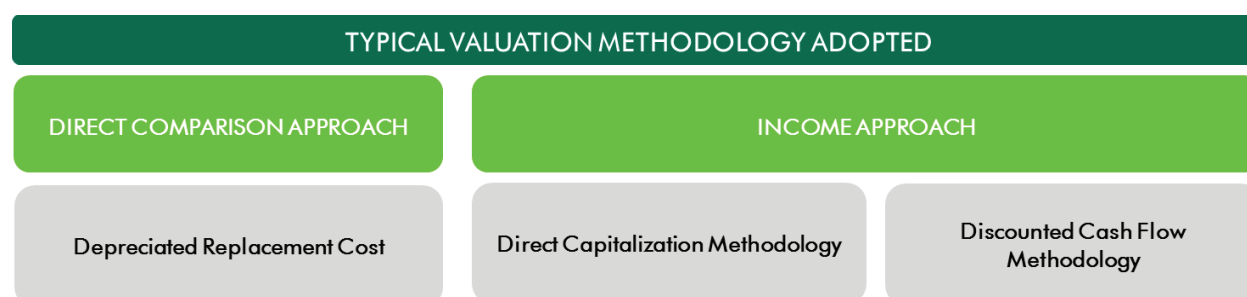 TYPICAL VALUATION METHODOLOGY ADOPTED
DIRECT COMPARISON APPROACH
INCOME APPROACH
Depreciated Replacement Cost
Direct Capitalization Methodology
Discounted Cash Flow
Methodology